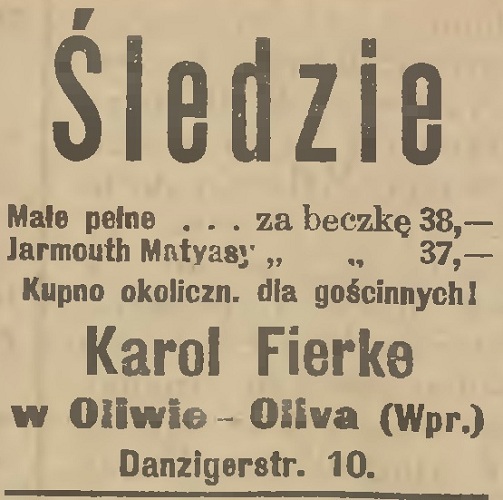 Śledzie
Małe pełne . . . za beczkę 38,—
Jarmouth Matyasy „ „ 37,—
Kupno okoliczn. dla gościnnych!
Karol Fierke
w Oliwie - Oliva (Wpr.)
Danzigerstr. 10.